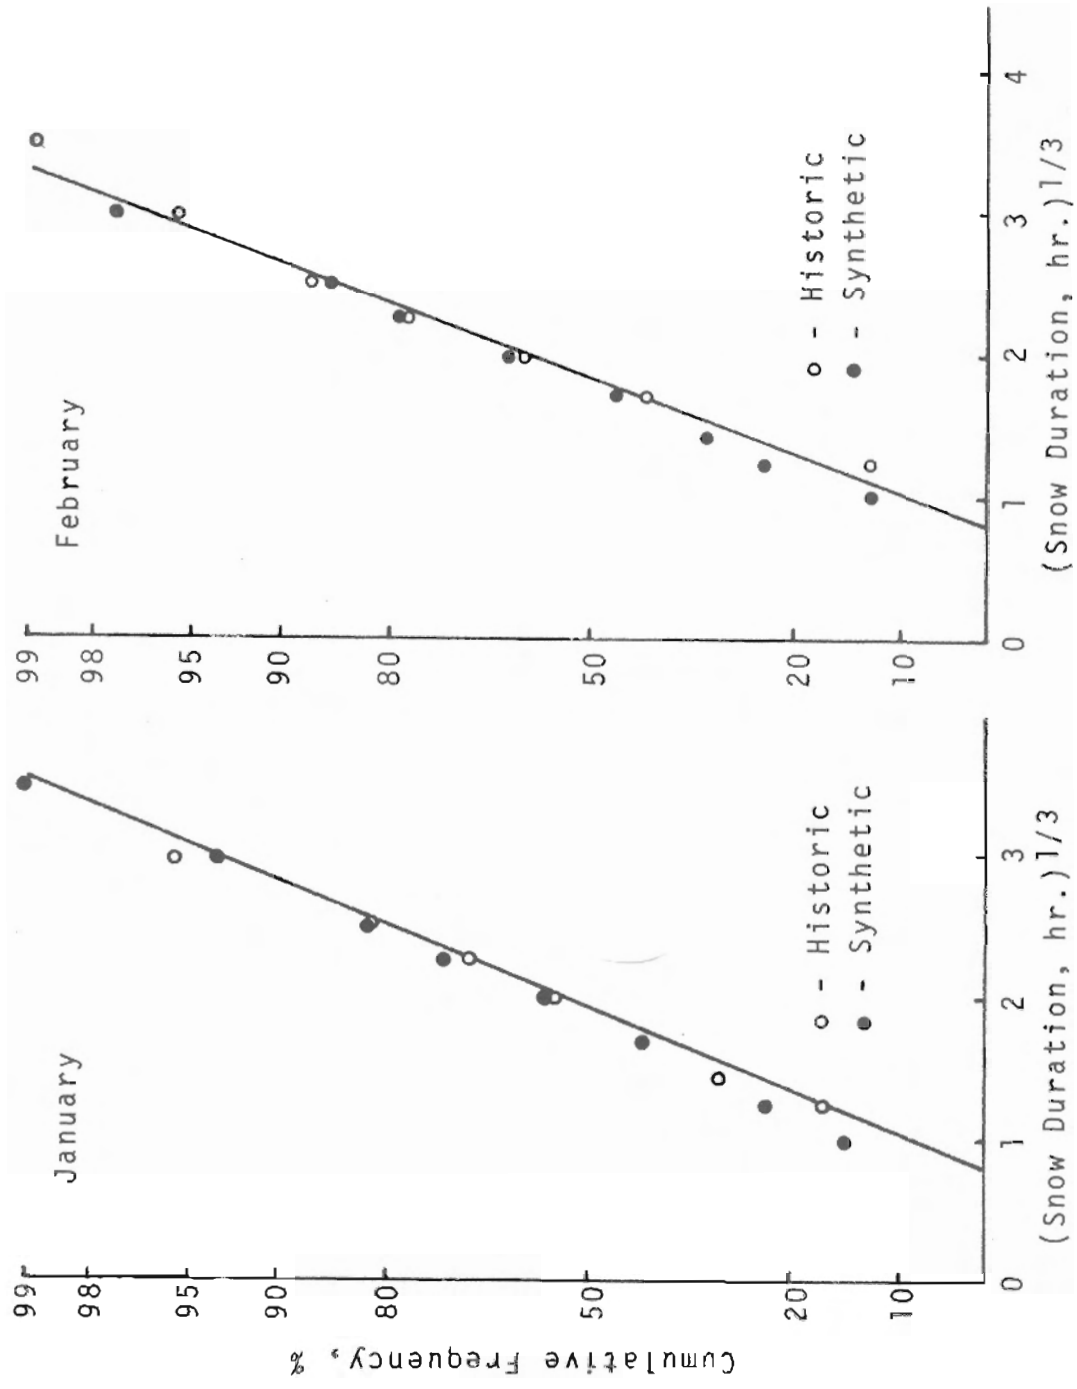 January
99
98
95
90
80
50
20
10
0
1
2
3
Cumulative Frequency, %
(Snow Duration, hr.)1/3
o - Historic
● - Synthetic
February
99
98
95
90
80
50
20
10
0
1
2
3
4
(Snow Duration, hr.)1/3
o - Historic
● - Synthetic